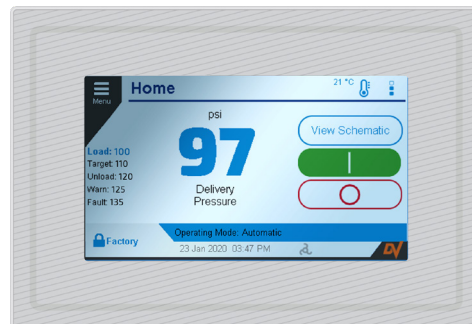 Home
21 °C
Menu
psi
97
Delivery
Pressure
View Schematic
Load: 100
Target: 110
Unload: 120
Warn: 125
Fault: 135
Factory
Operating Mode: Automatic
23 Jan 2020 03:47 PM
DV